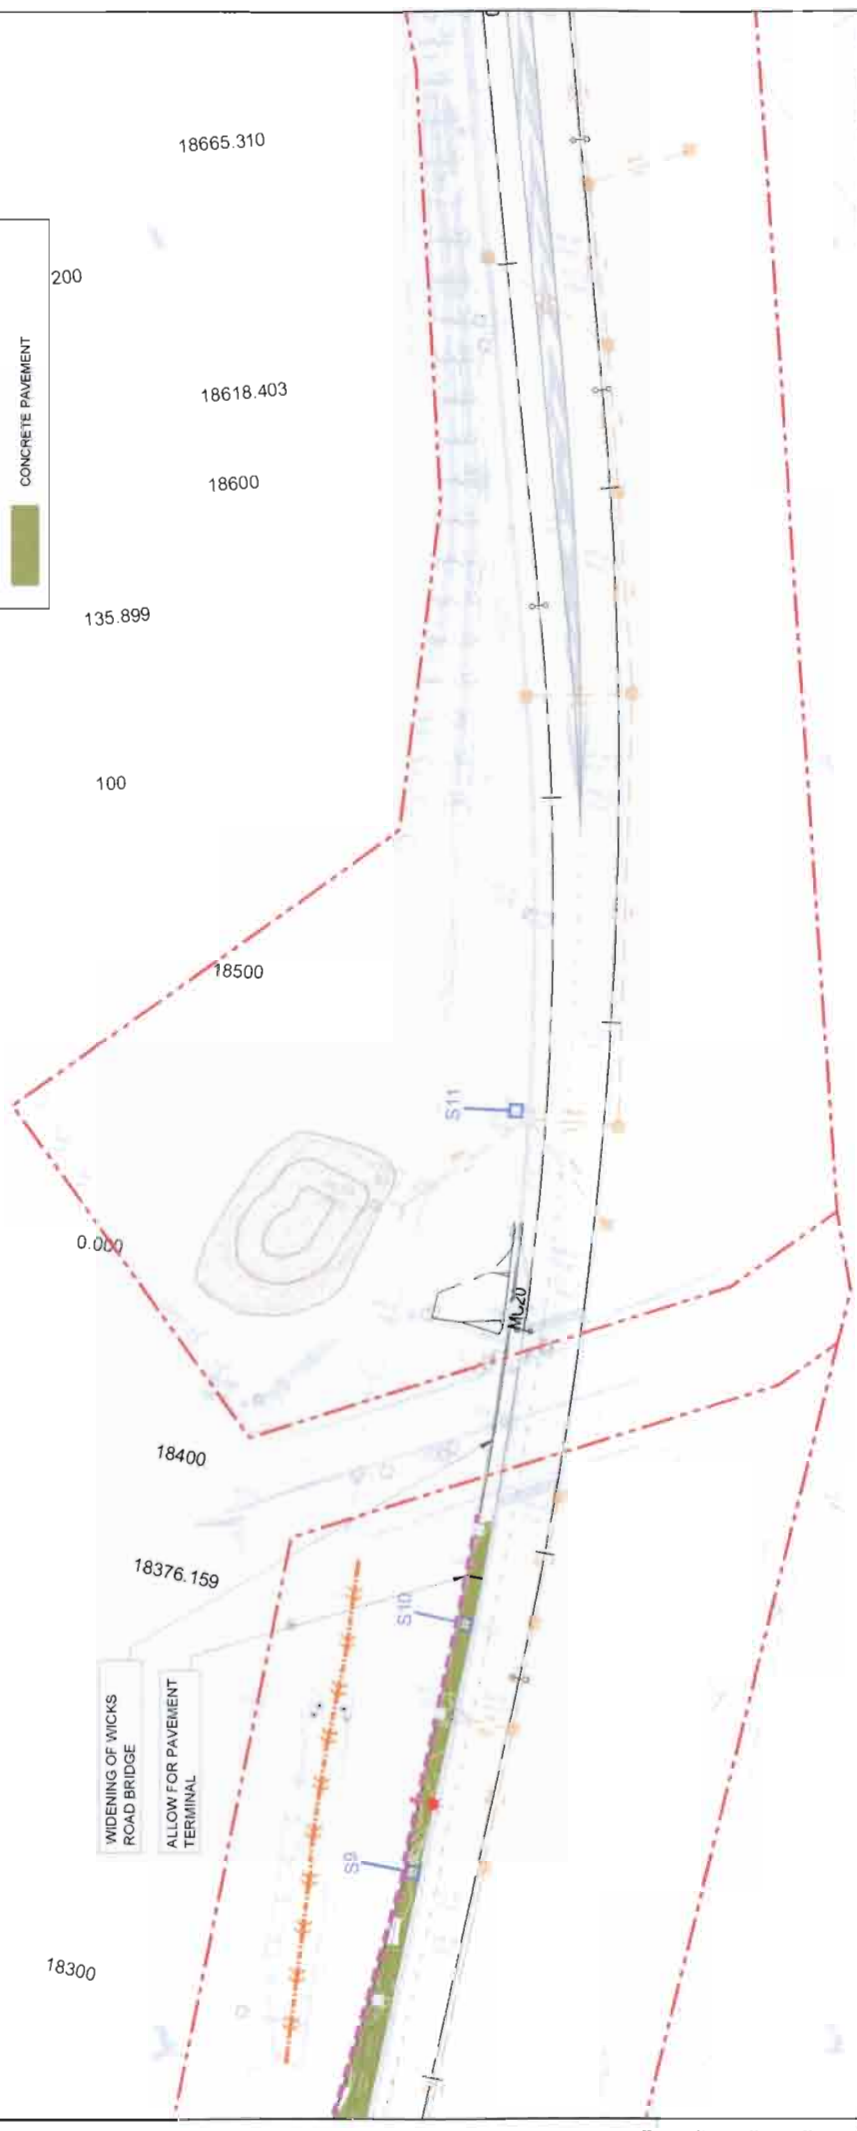 18665.310
200
CONCRETE PAVEMENT
18618.403
18600
135.899
100
18500
S11
0.000
MC20
18400
18376.159
S10
WIDENING OF WICKS
ROAD BRIDGE
ALLOW FOR PAVEMENT
TERMINAL
S9
18300